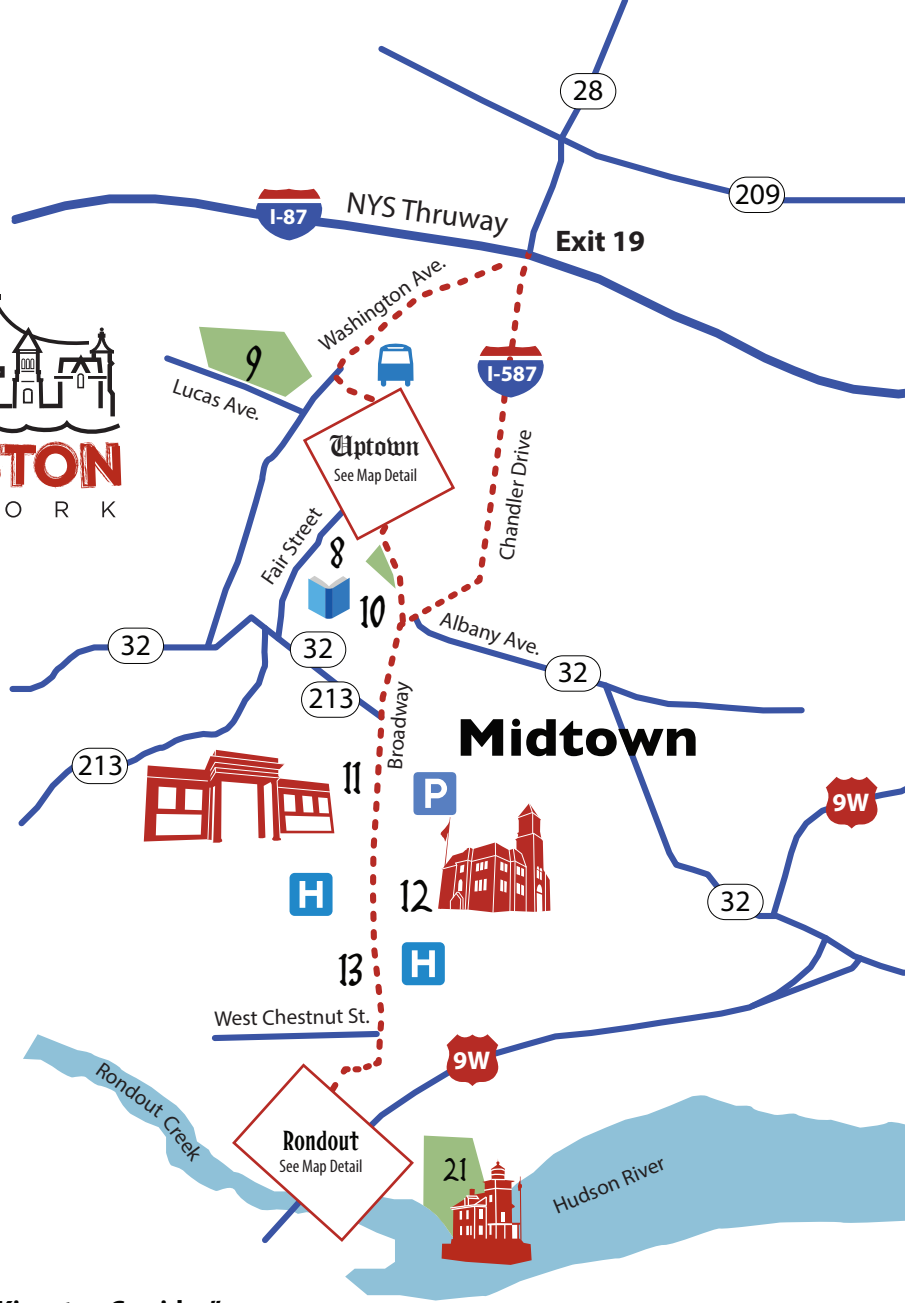 28
209
I-87
NYS Thruway
Exit 19
Washington Ave.
9
Lucas Ave.
I-587
Uptown
See Map Detail
Chandler Drive
STON
O R K
Fair Street
8
10
Albany Ave.
32
32
32
213
Broadway
Midtown
213
11
P
9W
H
12
32
13
H
West Chestnut St.
9W
Rondout Creek
Rondout
See Map Detail
21
Hudson River